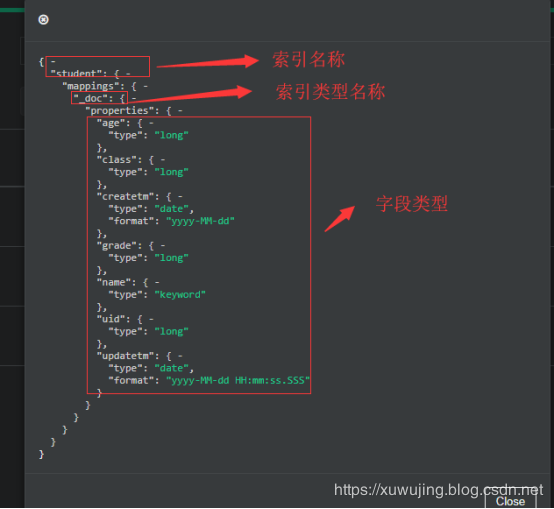 { -
"student": { -
"mappings": { -
"_doc": { -
"properties": { -
"age": { -
"type": "long"
},
"class": { -
"type": "long"
},
"createtm": { -
"type": "date",
"format": "yyyy-MM-dd"
},
"grade": { -
"type": "long"
},
"name": { -
"type": "keyword"
},
"uid": { -
"type": "long"
},
"updatetm": { -
"type": "date",
"format": "yyyy-MM-dd HH:mm:ss.SSS"
}
}
}
}
}
}
索引名称
索引类型名称
字段类型
https://xuwujing.blog.csdn.net
Close